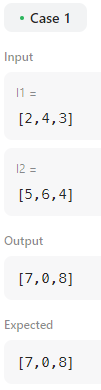 Case 1
Input
l1 =
[2,4,3]
l2 =
[5,6,4]
Output
[7,0,8]
Expected
[7,0,8]